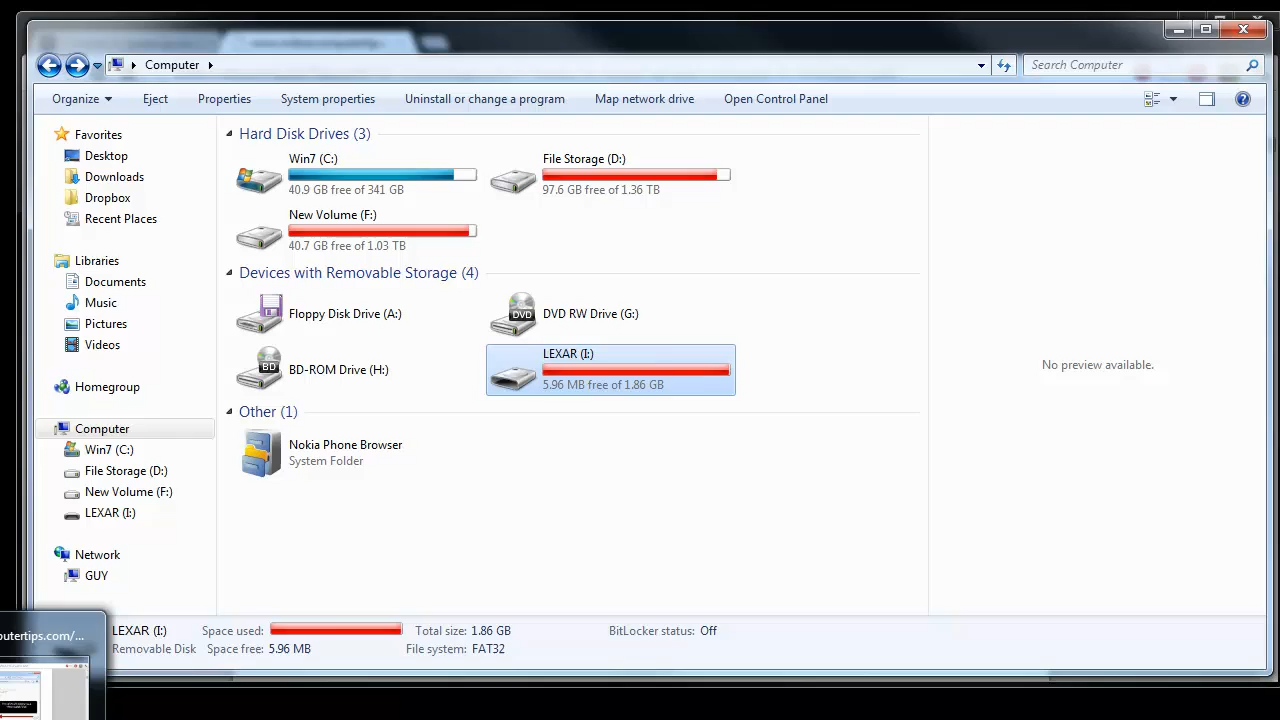 Computer
Search Computer
Organize Eject Properties System properties Uninstall or change a program Map network drive Open Control Panel
Favorites
Desktop
Downloads
Dropbox
Recent Places
Libraries
Documents
Music
Pictures
Videos
Homegroup
Computer
Win7 (C:)
File Storage (D:)
New Volume (F:)
LEXAR (I:)
Network
GUY
Hard Disk Drives (3)
Win7 (C:)
40.9 GB free of 341 GB
File Storage (D:)
97.6 GB free of 1.36 TB
New Volume (F:)
40.7 GB free of 1.03 TB
Devices with Removable Storage (4)
Floppy Disk Drive (A:)
DVD RW Drive (G:)
DVD
BD-ROM Drive (H:)
BD
LEXAR (I:)
5.96 MB free of 1.86 GB
Other (1)
Nokia Phone Browser
System Folder
No preview available.
LEXAR (I:) Space used: Total size: 1.86 GB BitLocker status: Off
Removable Disk Space free: 5.96 MB File system: FAT32
putertips.com/...